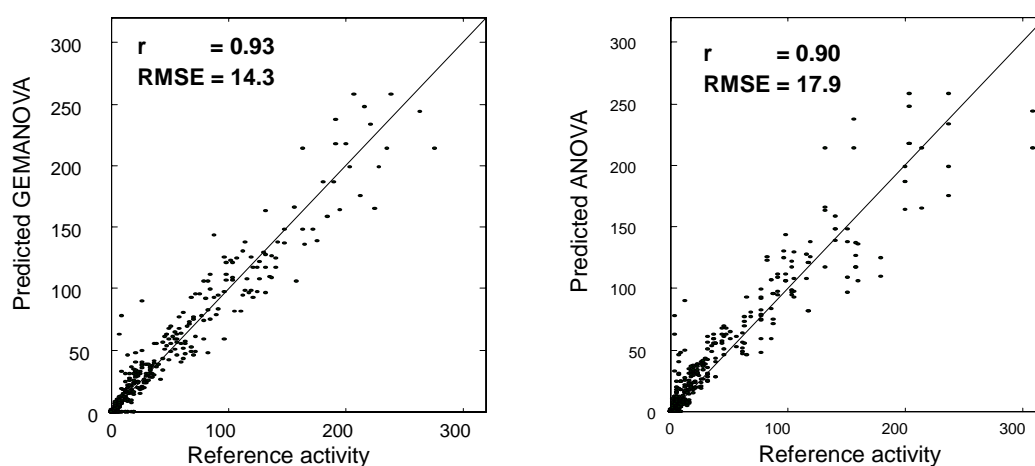 r = 0.93
RMSE = 14.3
Predicted GEMANOVA
300
250
200
150
100
50
0
0 100 200 300
Reference activity
r = 0.90
RMSE = 17.9
Predicted ANOVA
300
250
200
150
100
50
0
0 100 200 300
Reference activity